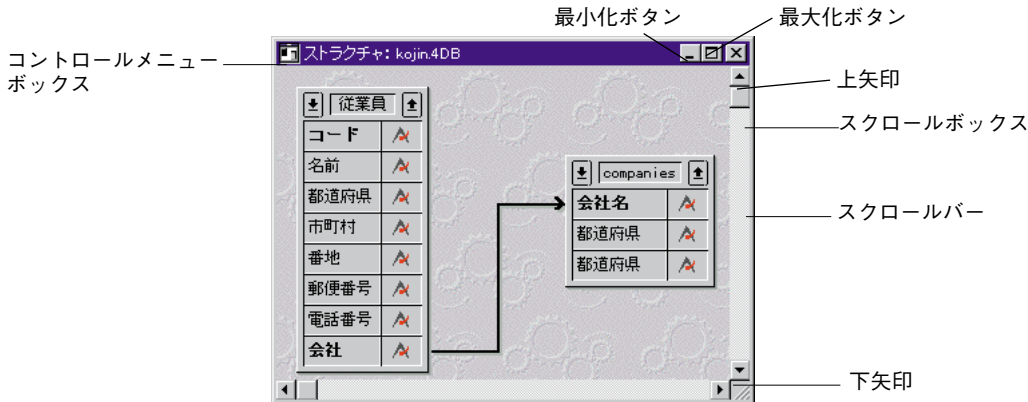 最小化ボタン
最大化ボタン
コントロールメニュー
ボックス
ストラクチャ: kojin.4DB
上矢印
スクロールボックス
スクロールバー
下矢印
従業員
コード
名前
都道府県
市町村
番地
郵便番号
電話番号
会社
companies
会社名
都道府県
都道府県